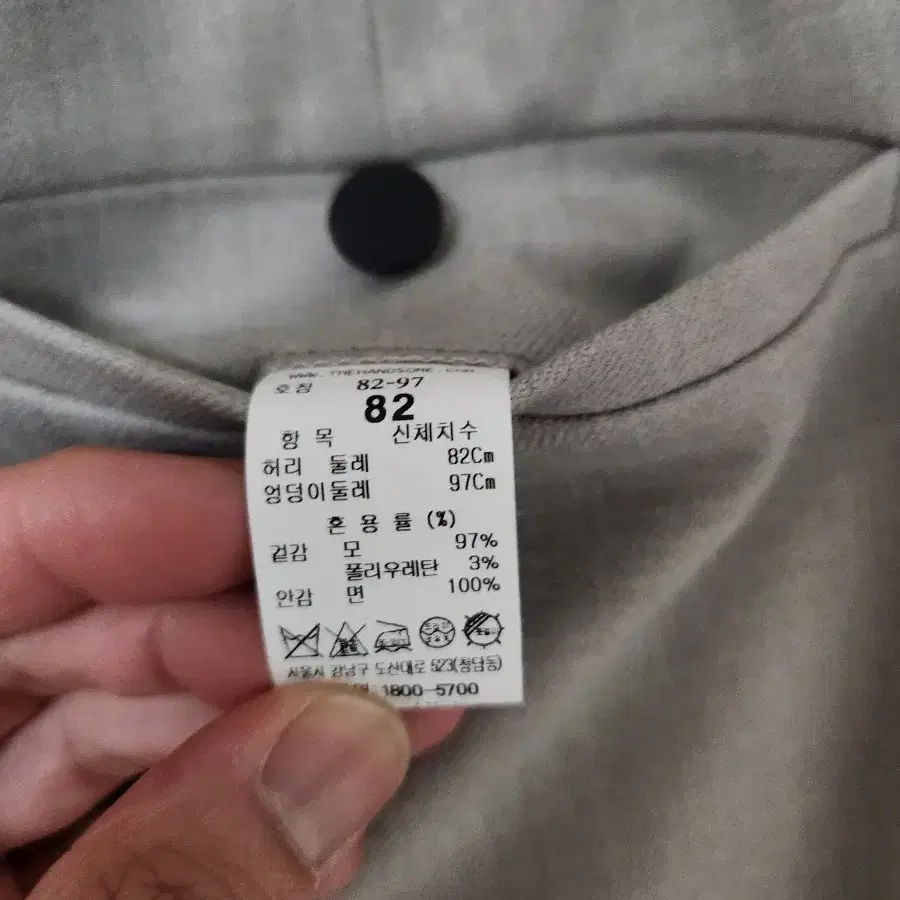 www.THEHANDSOME.com
호칭 82-97
82
항 목 신체치수
허리 둘레 82Cm
엉덩이둘레 97Cm
혼 용 률 (%)
겉감 모 97%
폴리우레탄 3%
안감 면 100%
서울시 강남구 도산대로 523(청담동)
1800-5700